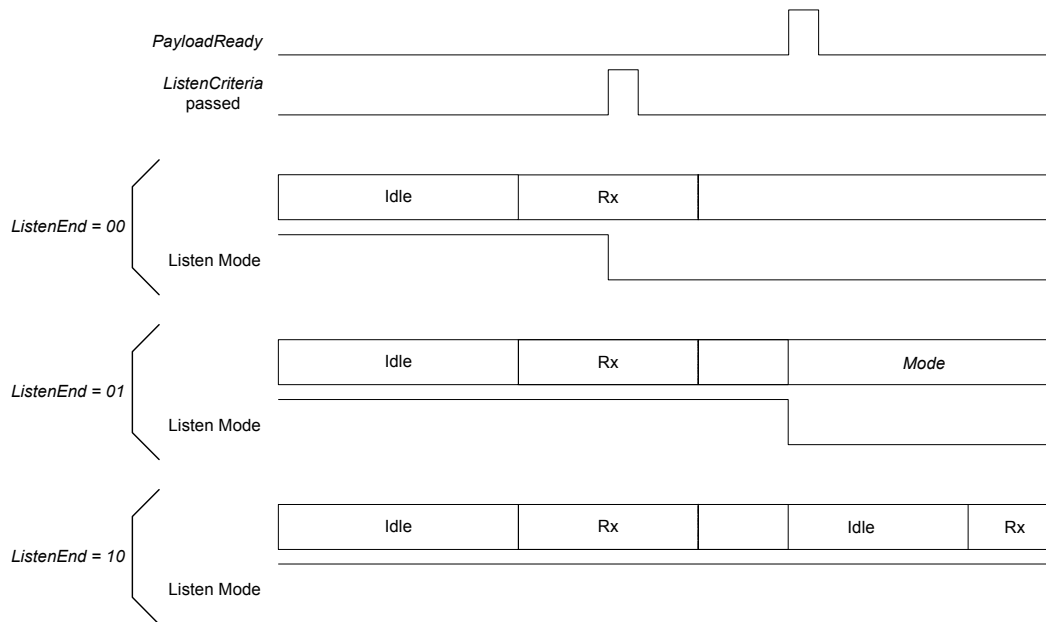 PayloadReady
ListenCriteria
passed
ListenEnd = 00
Idle
Rx
Listen Mode
ListenEnd = 01
Idle
Rx
Mode
Listen Mode
ListenEnd = 10
Idle
Rx
Idle
Rx
Listen Mode